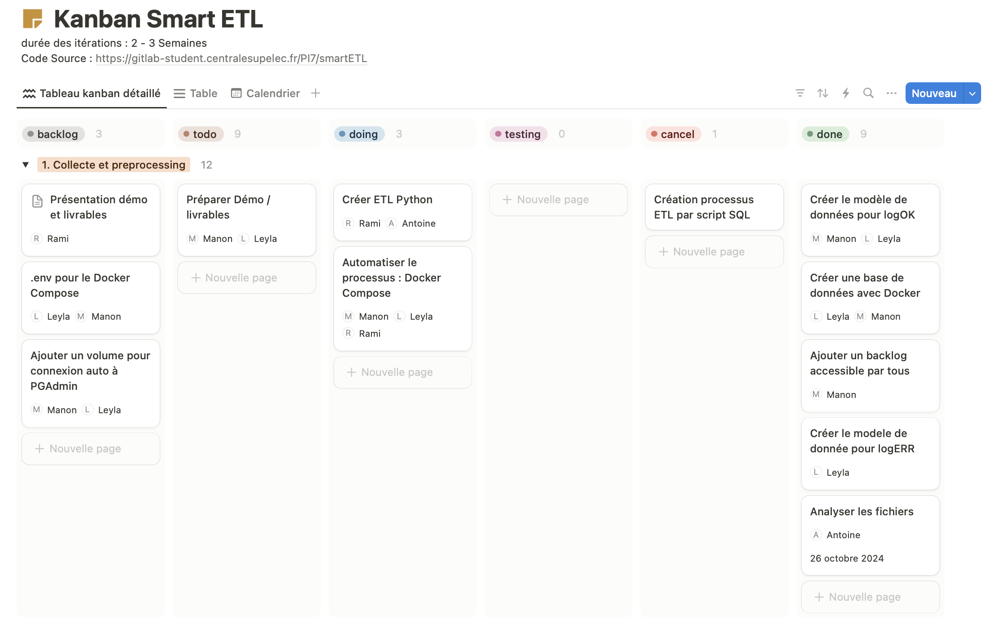 Kanban Smart ETL
durée des itérations : 2 - 3 Semaines
Code Source : https://gitlab-student.centralesupelec.fr/PI7/smartETL
Tableau kanban détaillé Table Calendrier Nouveau
backlog 3 todo 9 doing 3 testing 0 cancel 1 done 9
1. Collecte et preprocessing 12
Présentation démo
et livrables
R Rami
.env pour le Docker
Compose
L Leyla M Manon
Ajouter un volume pour
connexion auto à
PGAdmin
M Manon L Leyla
+ Nouvelle page
Préparer Démo /
livrables
M Manon L Leyla
+ Nouvelle page
Créer ETL Python
R Rami A Antoine
Automatiser le
processus : Docker
Compose
M Manon L Leyla
R Rami
+ Nouvelle page
+ Nouvelle page
Création processus
ETL par script SQL
+ Nouvelle page
Créer le modèle de
données pour logOK
M Manon L Leyla
Créer une base de
données avec Docker
L Leyla M Manon
Ajouter un backlog
accessible par tous
M Manon
Créer le modele de
donnée pour logERR
L Leyla
Analyser les fichiers
A Antoine
26 octobre 2024
+ Nouvelle page